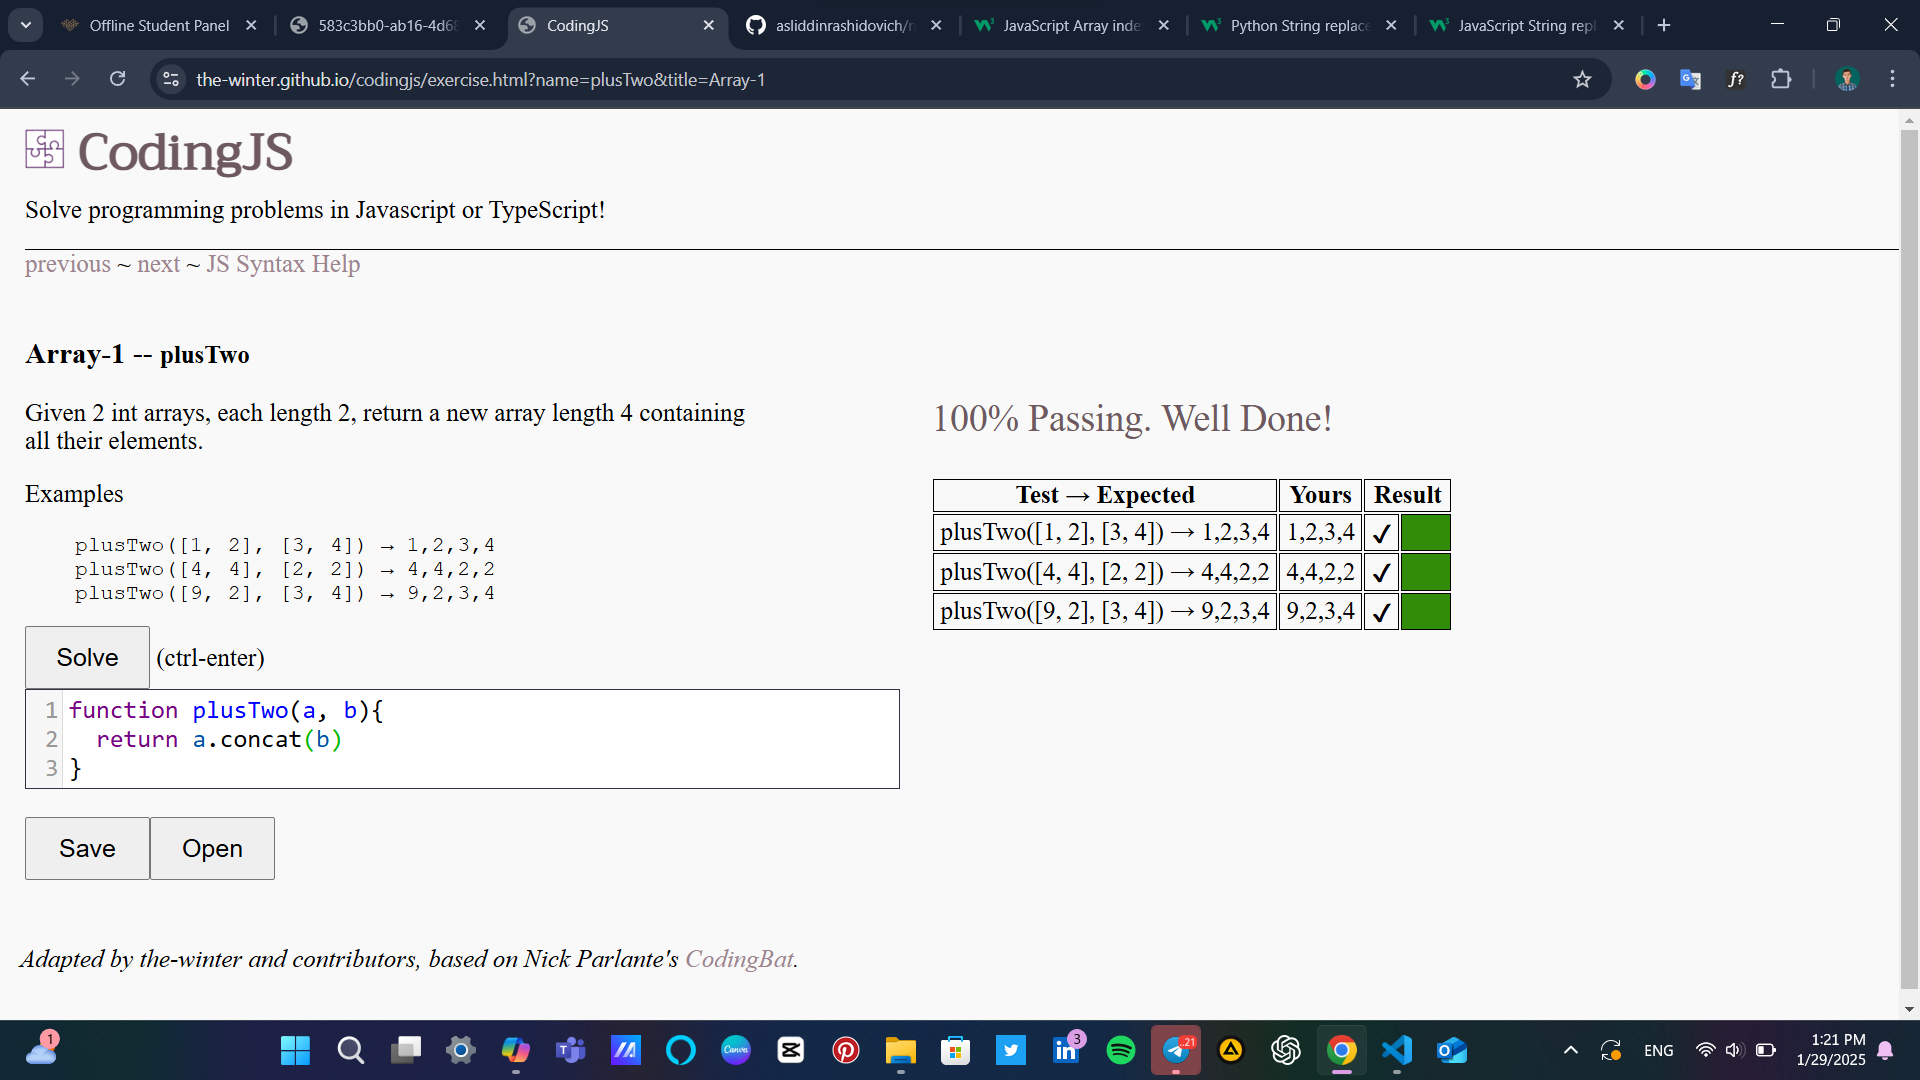 Offline Student Panel
583c3bb0-ab16-4d68
CodingJS
asliddinrashidovich/
JavaScript Array inde
Python String replace
JavaScript String repl
the-winter.github.io/codingjs/exercise.html?name=plusTwo&title=Array-1
CodingJS
Solve programming problems in Javascript or TypeScript!
previous ~ next ~ JS Syntax Help
Array-1 -- plusTwo
Given 2 int arrays, each length 2, return a new array length 4 containing
all their elements.
Examples
plusTwo([1, 2], [3, 4]) → 1,2,3,4
plusTwo([4, 4], [2, 2]) → 4,4,2,2
plusTwo([9, 2], [3, 4]) → 9,2,3,4
Solve (ctrl-enter)
1 function plusTwo(a, b){
2 return a.concat(b)
3 }
Save Open
100% Passing. Well Done!
Test → Expected Yours Result
plusTwo([1, 2], [3, 4]) → 1,2,3,4 1,2,3,4 ✓
plusTwo([4, 4], [2, 2]) → 4,4,2,2 4,4,2,2 ✓
plusTwo([9, 2], [3, 4]) → 9,2,3,4 9,2,3,4 ✓
Adapted by the-winter and contributors, based on Nick Parlante's CodingBat.
1
Canva
3
..21
ENG
1:21 PM
1/29/2025